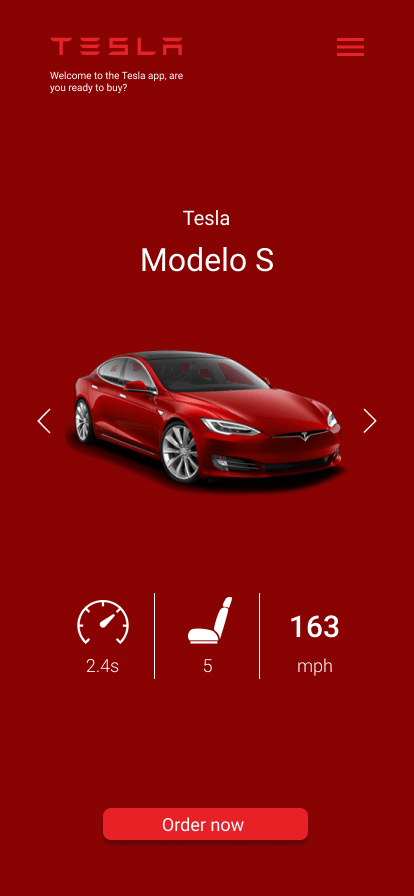 TESLA
Welcome to the Tesla app, are
you ready to buy?
Tesla
Modelo S
163
2.4s
5
mph
Order now